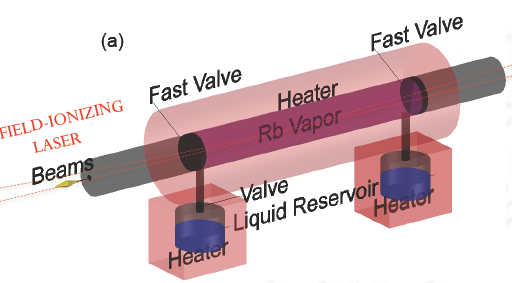 (a)
Fast Valve
Fast Valve
Heater
Rb Vapor
FIELD-IONIZING
LASER
Beams
Valve
Liquid Reservoir
Heater
Heater